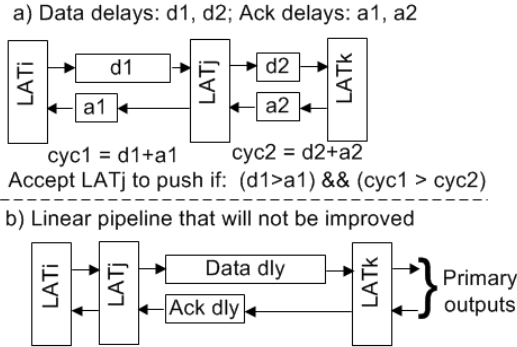 a) Data delays: d1, d2; Ack delays: a1, a2
LATi
d1
LATj
d2
LATk
a1
a2
cyc1 = d1+a1
cyc2 = d2+a2
Accept LATj to push if: (d1>a1) && (cyc1 > cyc2)
b) Linear pipeline that will not be improved
LATi
LATj
Data dly
LATk
Ack dly
Primary
outputs